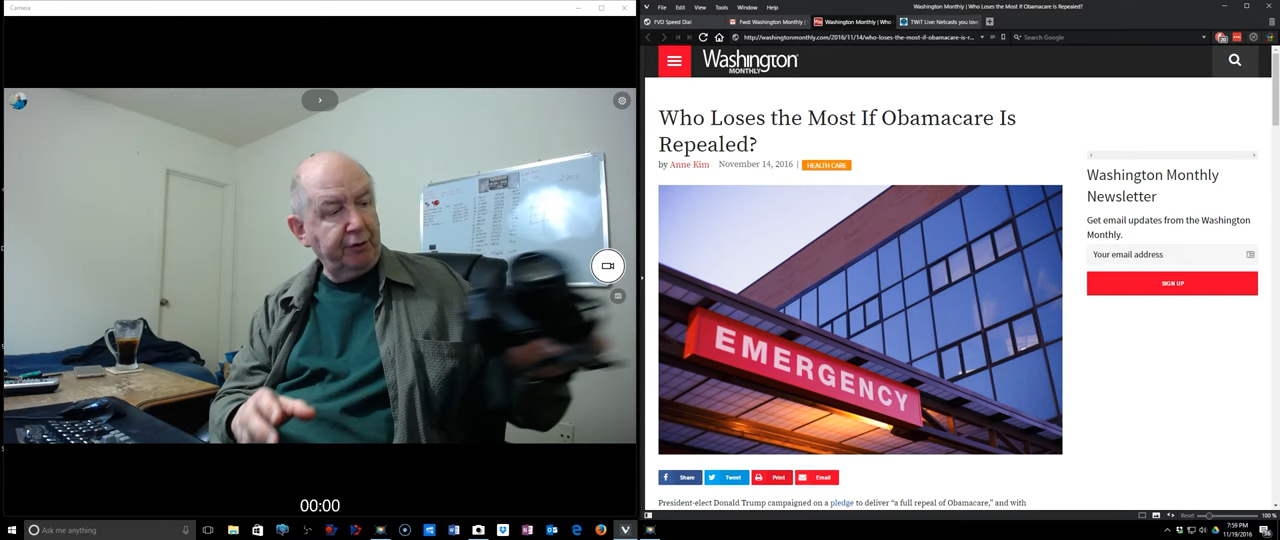 Camera
00:00
Washington Monthly | Who Loses the Most If Obamacare Is Repealed?
File Edit View Tools Window Help
FVD Speed Dial
Fwd: Washington Monthly |
Washington Monthly | Who
TWiT Live: Netcasts you love
http://washingtonmonthly.com/2016/11/14/who-loses-the-most-if-obamacare-is-r...
Search Google
Washington
MONTHLY
Who Loses the Most If Obamacare Is
Repealed?
by Anne Kim November 14, 2016 | HEALTH CARE
EMERGENCY
Share Tweet Print Email
President-elect Donald Trump campaigned on a pledge to deliver “a full repeal of Obamacare,” and with
Washington Monthly
Newsletter
Get email updates from the Washington
Monthly.
Your email address
SIGN UP
Reset
100 %
Ask me anything
7:59 PM
11/19/2016